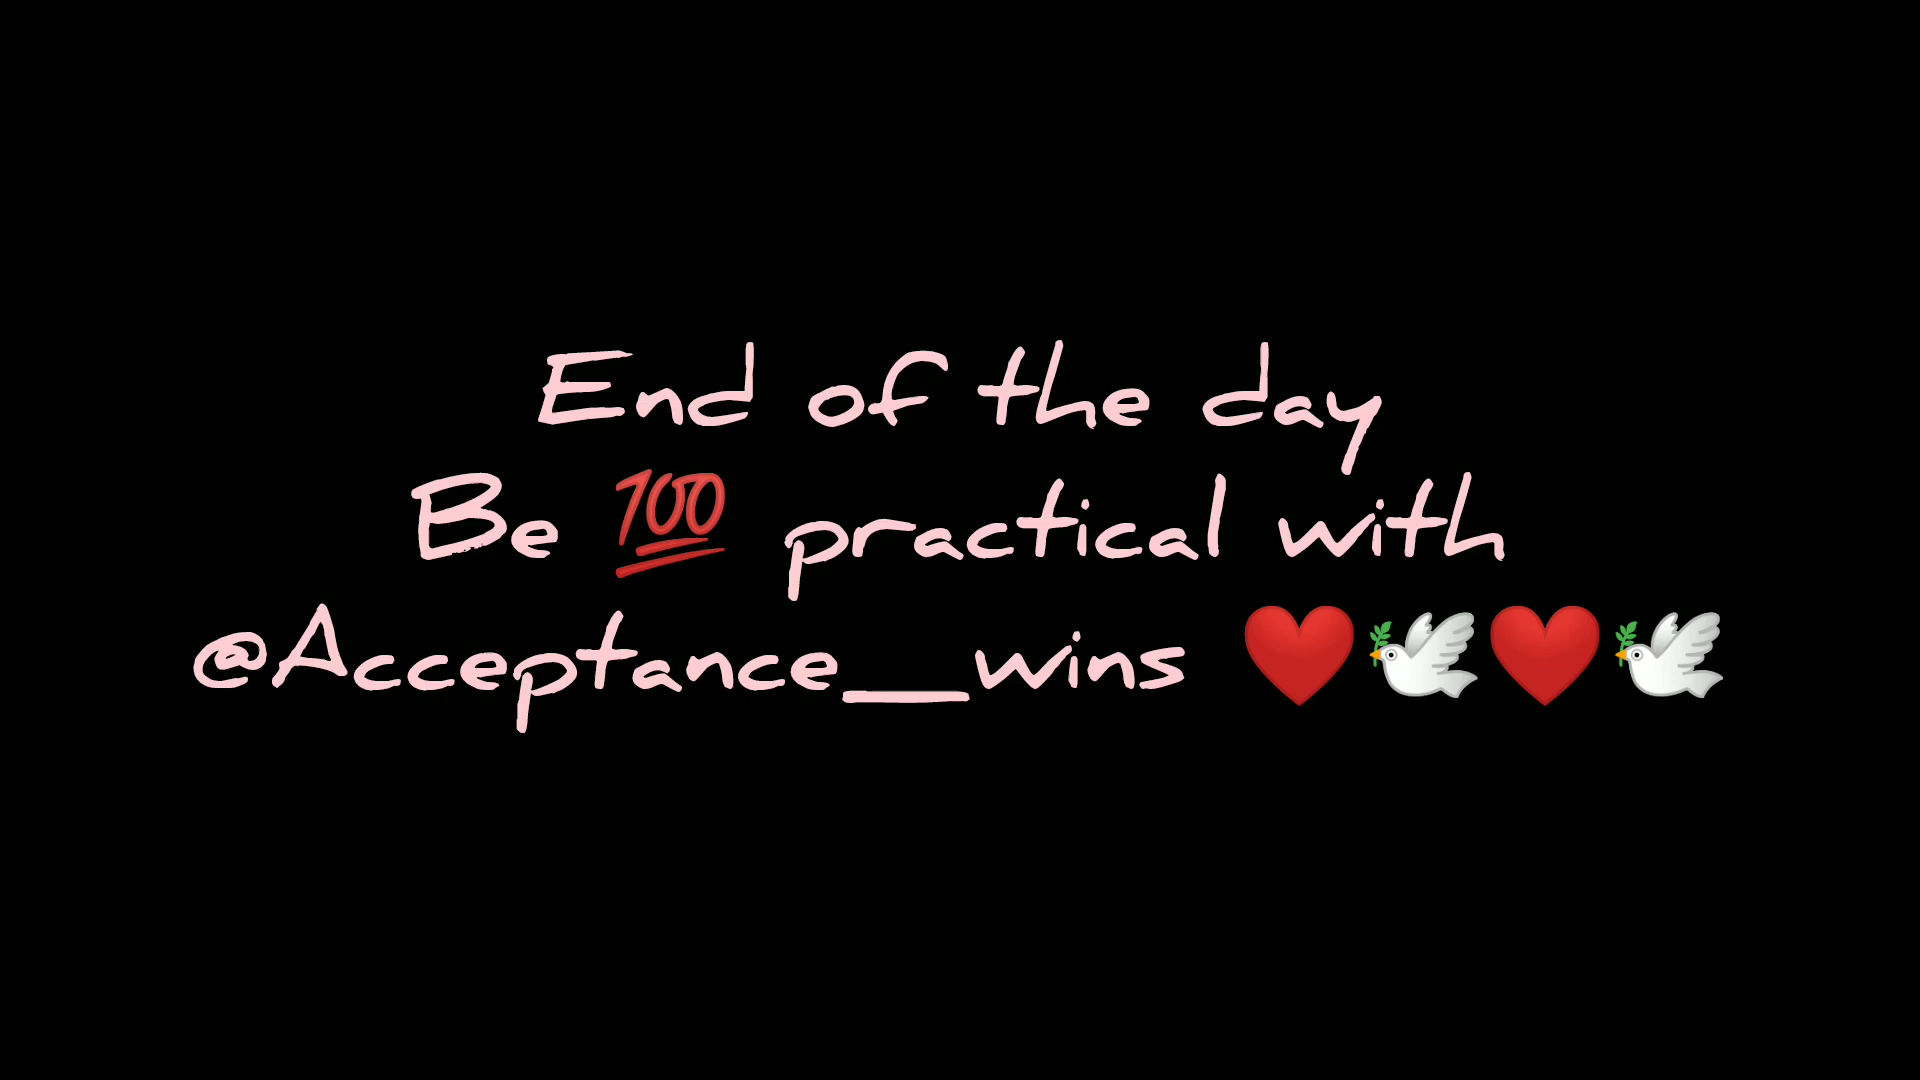 End of the day
Be 💯 practical with
@Acceptance__wins ❤️🕊️❤️🕊️